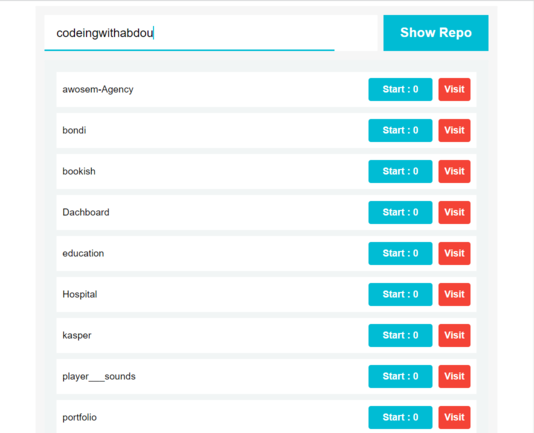 codeingwithabdou Show Repo
awosem-Agency Start : 0 Visit
bondi Start : 0 Visit
bookish Start : 0 Visit
Dachboard Start : 0 Visit
education Start : 0 Visit
Hospital Start : 0 Visit
kasper Start : 0 Visit
player___sounds Start : 0 Visit
portfolio Start : 0 Visit